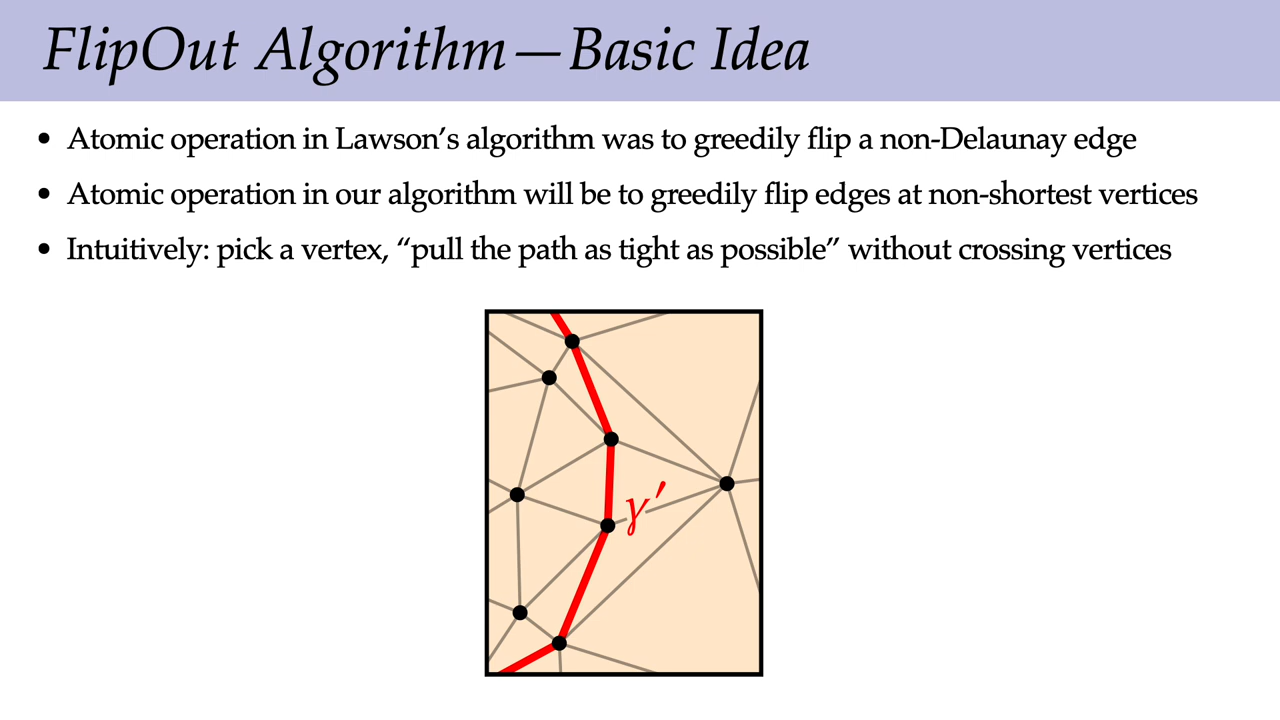 FlipOut Algorithm—Basic Idea
• Atomic operation in Lawson’s algorithm was to greedily flip a non-Delaunay edge
• Atomic operation in our algorithm will be to greedily flip edges at non-shortest vertices
• Intuitively: pick a vertex, “pull the path as tight as possible” without crossing vertices
γ′